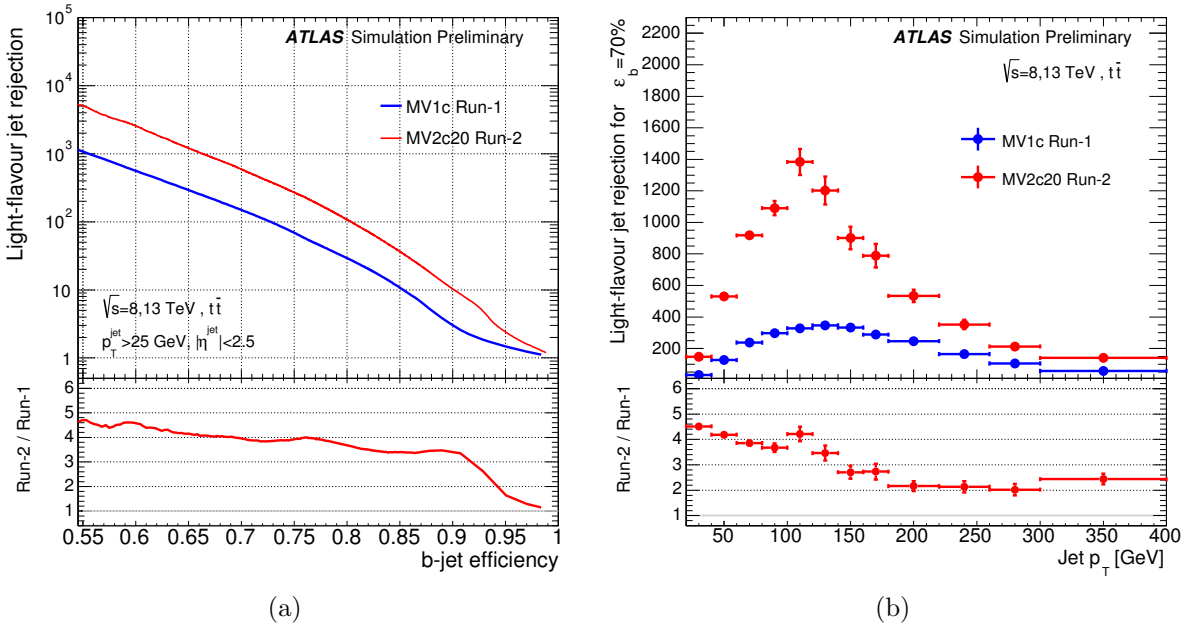 ATLAS Simulation Preliminary
Light-flavour jet rejection
10^5
10^4
10^3
10^2
10
1
MV1c Run-1
MV2c20 Run-2
√s=8,13 TeV , tt̄
p_T^jet>25 GeV, |η^jet|<2.5
Run-2 / Run-1
6
5
4
3
2
1
0.55 0.6 0.65 0.7 0.75 0.8 0.85 0.9 0.95 1
b-jet efficiency
(a)
ATLAS Simulation Preliminary
√s=8,13 TeV , tt̄
Light-flavour jet rejection for ε_b=70%
2200
2000
1800
1600
1400
1200
1000
800
600
400
200
MV1c Run-1
MV2c20 Run-2
Run-2 / Run-1
6
5
4
3
2
1
50 100 150 200 250 300 350 400
Jet p_T [GeV]
(b)